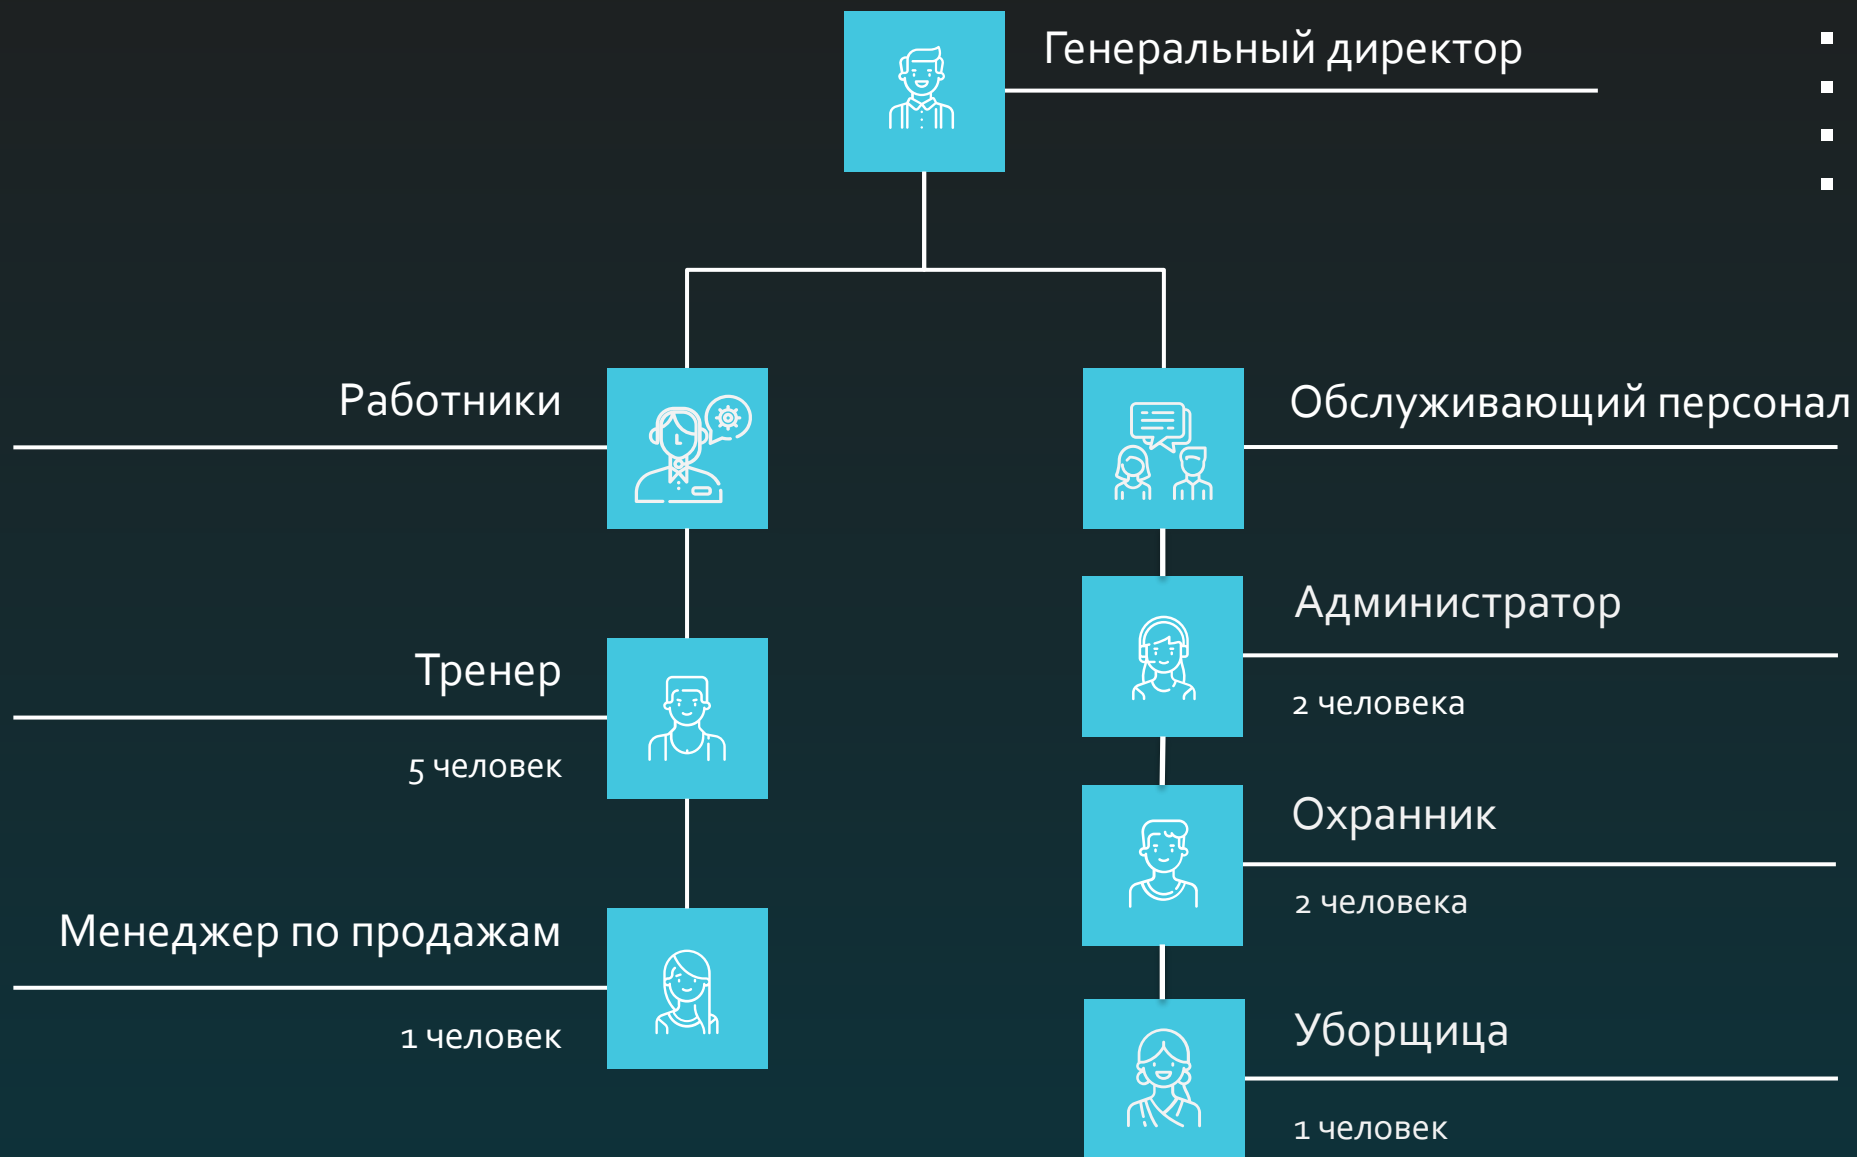 Генеральный директор
Работники
Тренер
5 человек
Менеджер по продажам
1 человек
Обслуживающий персонал
Администратор
2 человека
Охранник
2 человека
Уборщица
1 человек